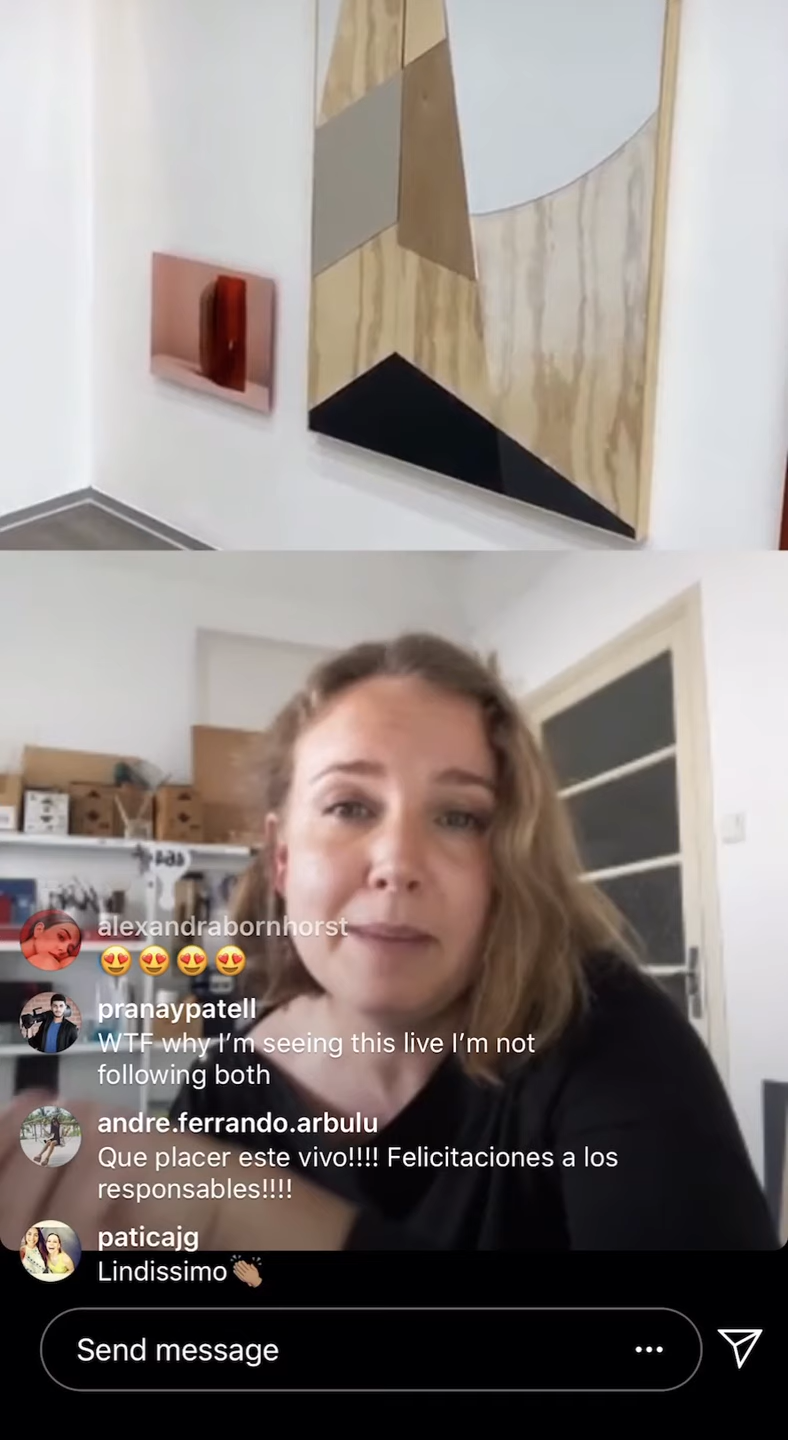 alexandrabornhorst
😍😍😍😍
pranaypatell
WTF why I'm seeing this live I'm not
following both
andre.ferrando.arbulu
Que placer este vivo!!!! Felicitaciones a los
responsables!!!!
paticajg
Lindissimo👏🏽
Send message